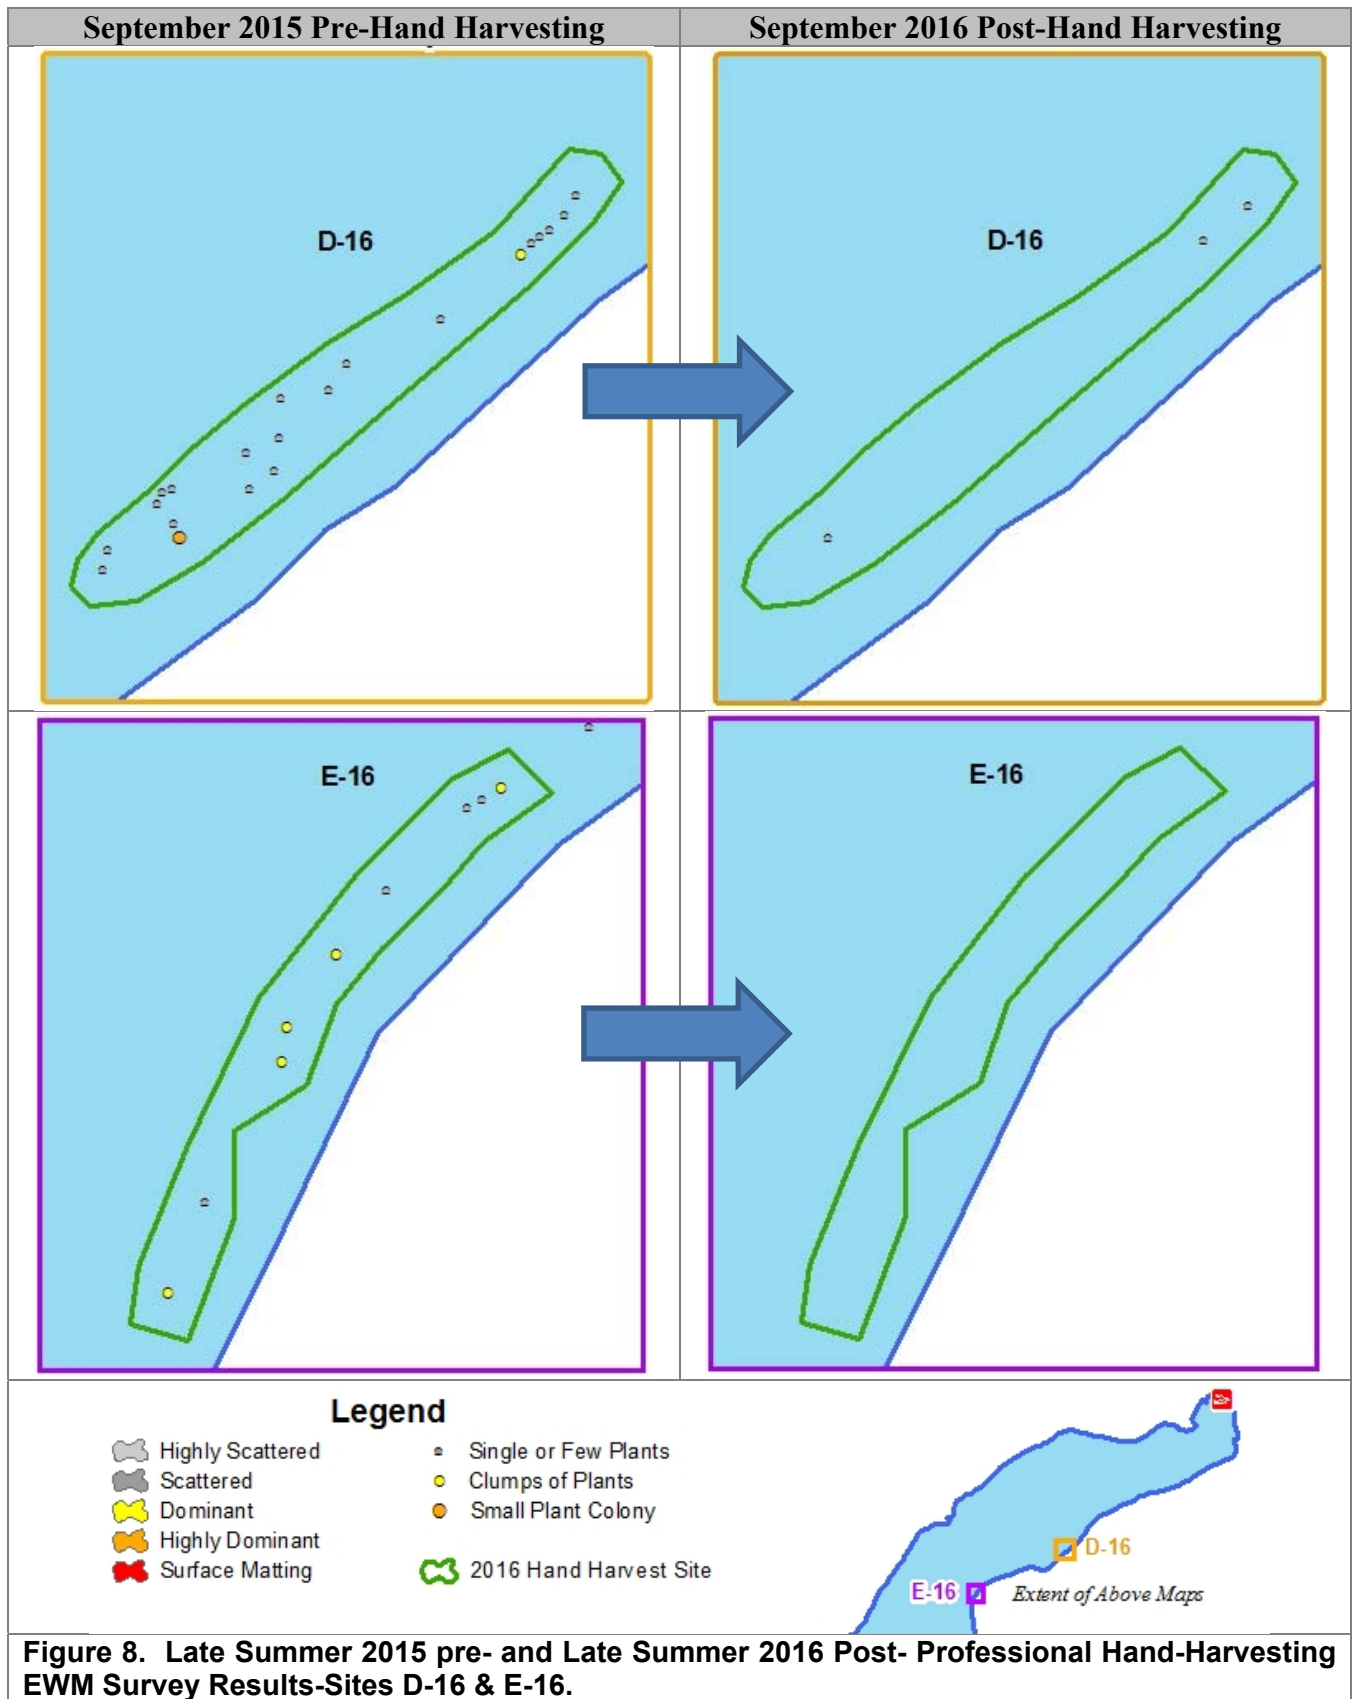 September 2015 Pre-Hand Harvesting
September 2016 Post-Hand Harvesting
D-16
D-16
E-16
E-16
Legend
Highly Scattered
Scattered
Dominant
Highly Dominant
Surface Matting
Single or Few Plants
Clumps of Plants
Small Plant Colony
2016 Hand Harvest Site
D-16
E-16
Extent of Above Maps
Figure 8.  Late Summer 2015 pre- and Late Summer 2016 Post- Professional Hand-Harvesting
EWM Survey Results-Sites D-16 & E-16.